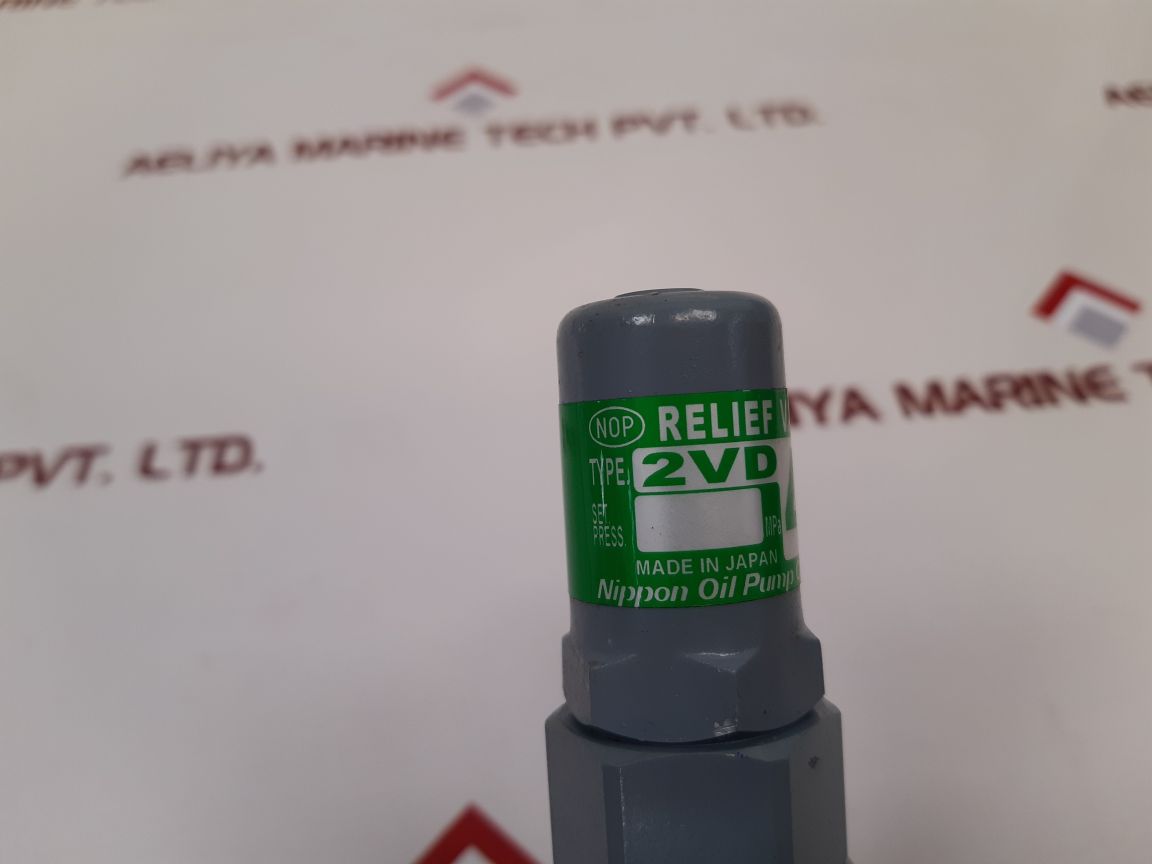 AELIYA MARINE TECH PVT. LTD.
IYA MARINE
PVT. LTD.
NOP RELIEF
TYPE. 2VD
SET. PRESS. MPa
MADE IN JAPAN
Nippon Oil Pump